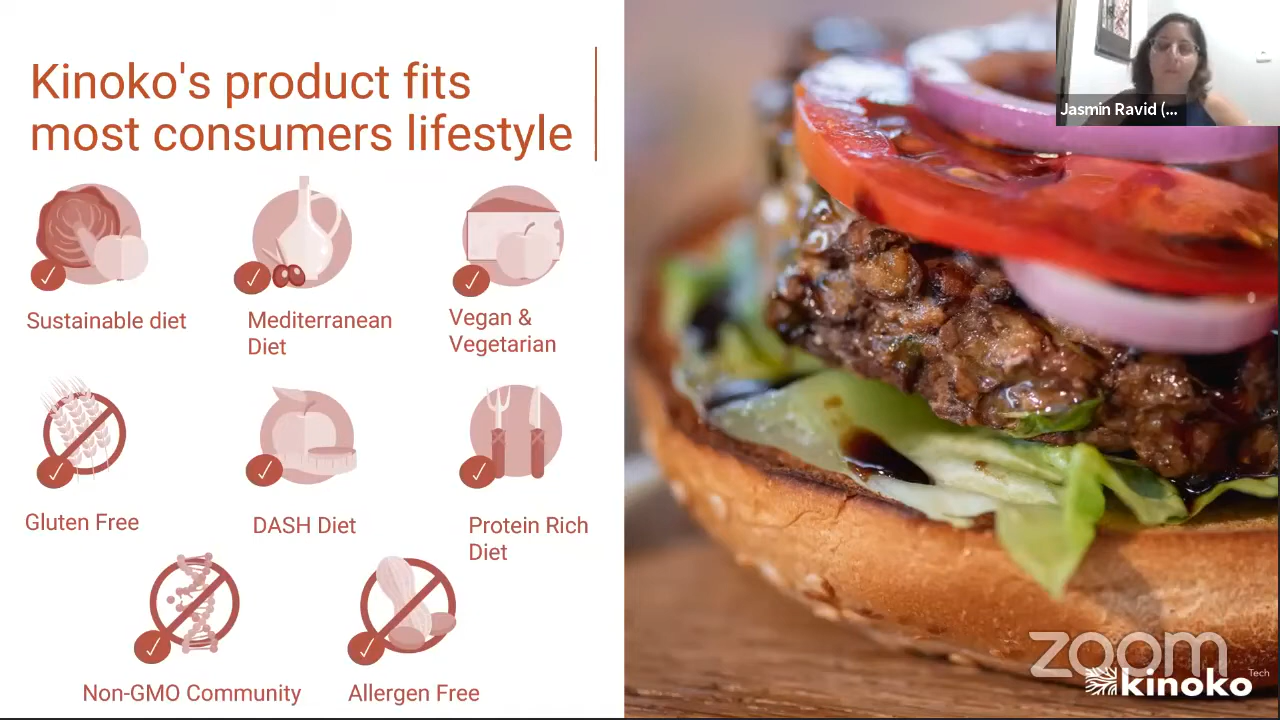 Kinoko's product fits
most consumers lifestyle
Jasmin Ravid (...
Sustainable diet
Mediterranean
Diet
Vegan &
Vegetarian
Gluten Free
DASH Diet
Protein Rich
Diet
Non-GMO Community
Allergen Free
zoom
kinoko
Tech